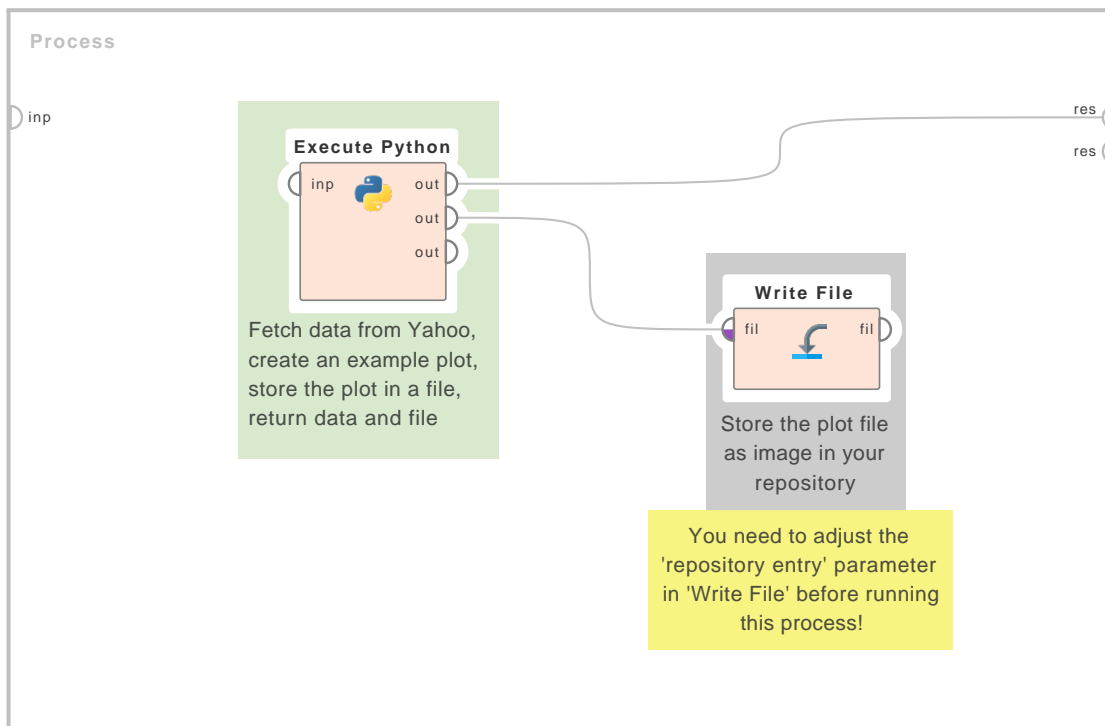 Process
inp
res
res
Execute Python
inp
out
out
out
Fetch data from Yahoo,
create an example plot,
store the plot in a file,
return data and file
Write File
fil
fil
Store the plot file
as image in your
repository
You need to adjust the
'repository entry' parameter
in 'Write File' before running
this process!